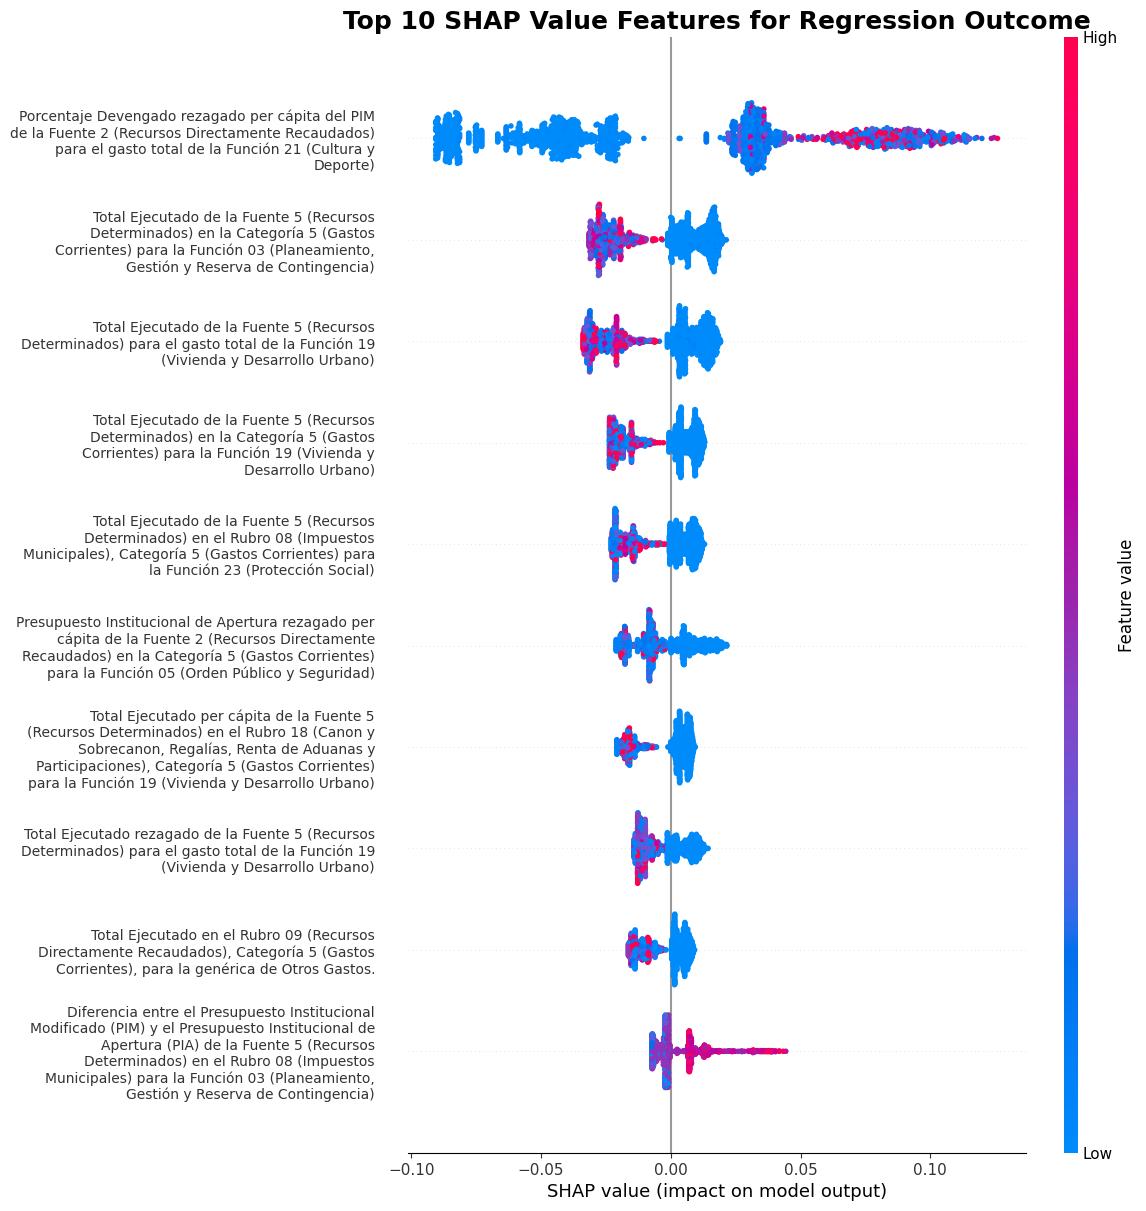 Top 10 SHAP Value Features for Regression Outcome
High
Porcentaje Devengado rezagado per cápita del PIM
de la Fuente 2 (Recursos Directamente Recaudados)
para el gasto total de la Función 21 (Cultura y
Deporte)
Total Ejecutado de la Fuente 5 (Recursos
Determinados) en la Categoría 5 (Gastos
Corrientes) para la Función 03 (Planeamiento,
Gestión y Reserva de Contingencia)
Total Ejecutado de la Fuente 5 (Recursos
Determinados) para el gasto total de la Función 19
(Vivienda y Desarrollo Urbano)
Total Ejecutado de la Fuente 5 (Recursos
Determinados) en la Categoría 5 (Gastos
Corrientes) para la Función 19 (Vivienda y
Desarrollo Urbano)
Total Ejecutado de la Fuente 5 (Recursos
Determinados) en el Rubro 08 (Impuestos
Municipales), Categoría 5 (Gastos Corrientes) para
la Función 23 (Protección Social)
Presupuesto Institucional de Apertura rezagado per
cápita de la Fuente 2 (Recursos Directamente
Recaudados) en la Categoría 5 (Gastos Corrientes)
para la Función 05 (Orden Público y Seguridad)
Total Ejecutado per cápita de la Fuente 5
(Recursos Determinados) en el Rubro 18 (Canon y
Sobrecanon, Regalías, Renta de Aduanas y
Participaciones), Categoría 5 (Gastos Corrientes)
para la Función 19 (Vivienda y Desarrollo Urbano)
Total Ejecutado rezagado de la Fuente 5 (Recursos
Determinados) para el gasto total de la Función 19
(Vivienda y Desarrollo Urbano)
Total Ejecutado en el Rubro 09 (Recursos
Directamente Recaudados), Categoría 5 (Gastos
Corrientes), para la genérica de Otros Gastos.
Diferencia entre el Presupuesto Institucional
Modificado (PIM) y el Presupuesto Institucional de
Apertura (PIA) de la Fuente 5 (Recursos
Determinados) en el Rubro 08 (Impuestos
Municipales) para la Función 03 (Planeamiento,
Gestión y Reserva de Contingencia)
Feature value
Low
−0.10 −0.05 0.00 0.05 0.10
SHAP value (impact on model output)